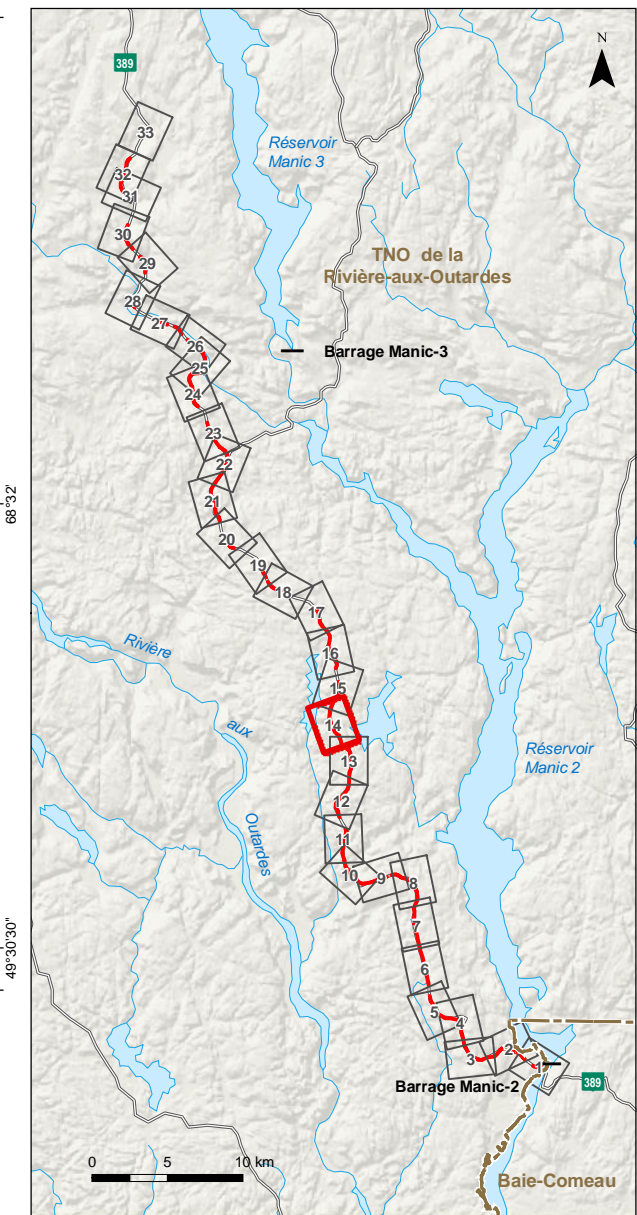 N
389
33
Réservoir
Manic 3
32
31
30
TNO de la
Rivière-aux-Outardes
29
28
27
26
Barrage Manic-3
25
24
23
22
68°32'
21
20
19
18
17
Rivière
16
15
14
aux
13
Réservoir
Manic 2
12
Outardes
11
10
9
8
7
49°30'30"
6
5
4
3
2
1
389
Barrage Manic-2
0 5 10 km
Baie-Comeau